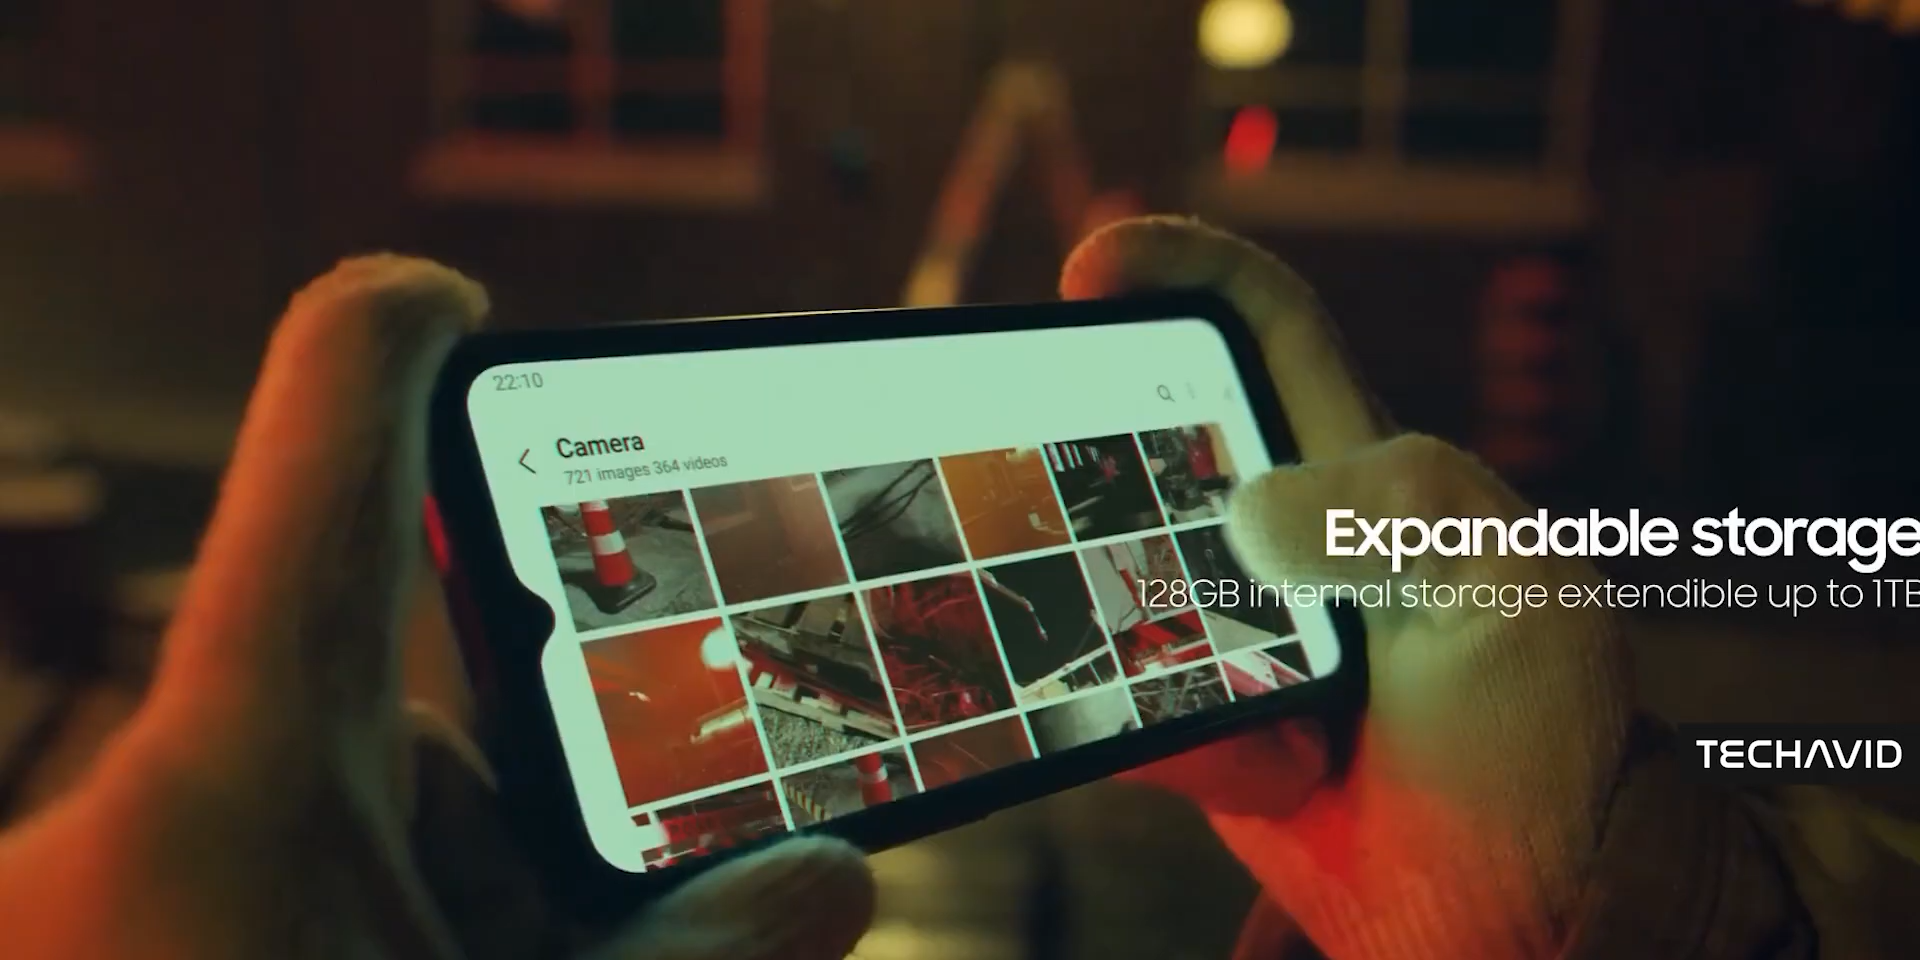 22:10
Camera
721 images 364 videos
Expandable storage
128GB internal storage extendible up to 1TB
TECHAVID